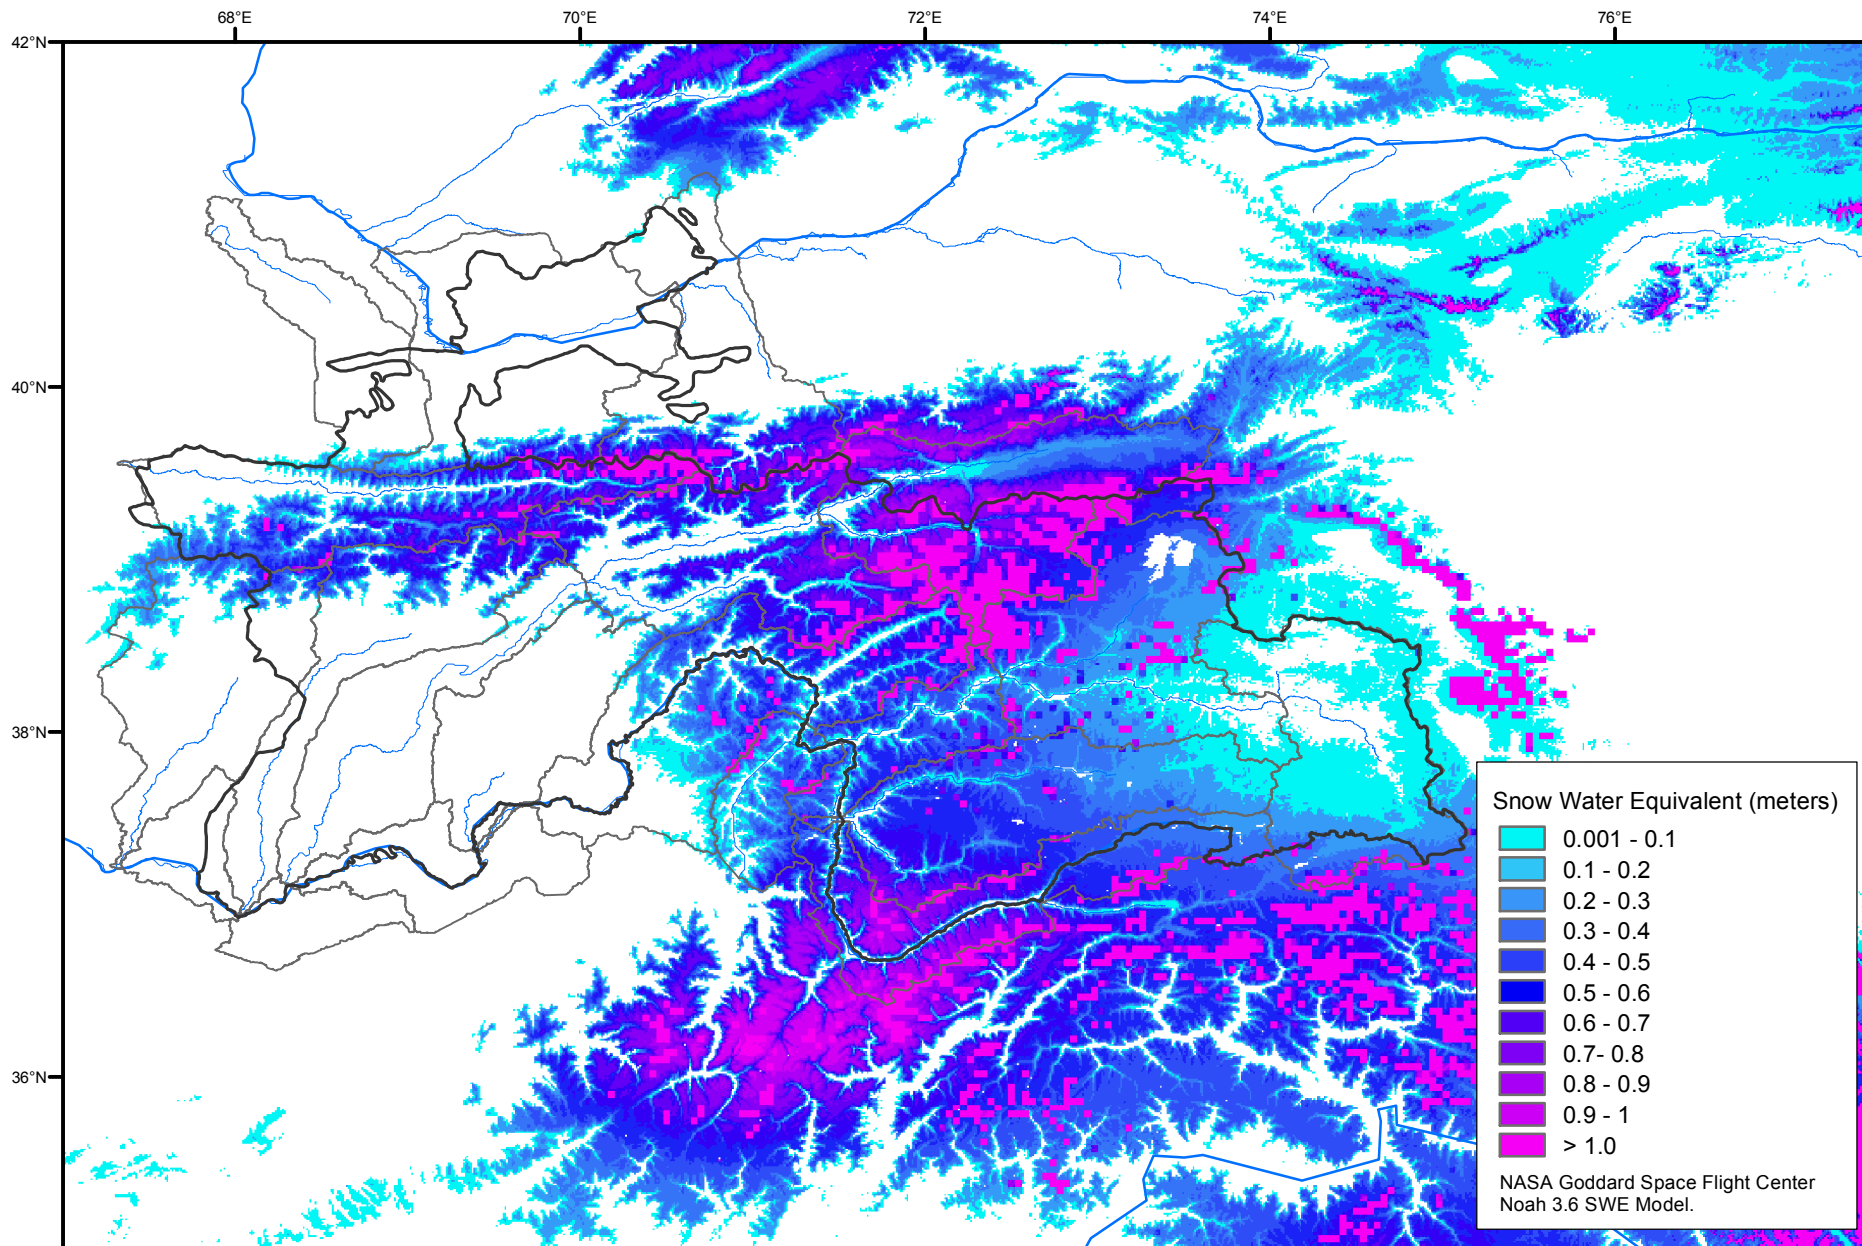 68°E
70°E
72°E
74°E
76°E
42°N
40°N
38°N
36°N
Snow Water Equivalent (meters)
0.001 - 0.1
0.1 - 0.2
0.2 - 0.3
0.3 - 0.4
0.4 - 0.5
0.5 - 0.6
0.6 - 0.7
0.7- 0.8
0.8 - 0.9
0.9 - 1
> 1.0
NASA Goddard Space Flight Center
Noah 3.6 SWE Model.